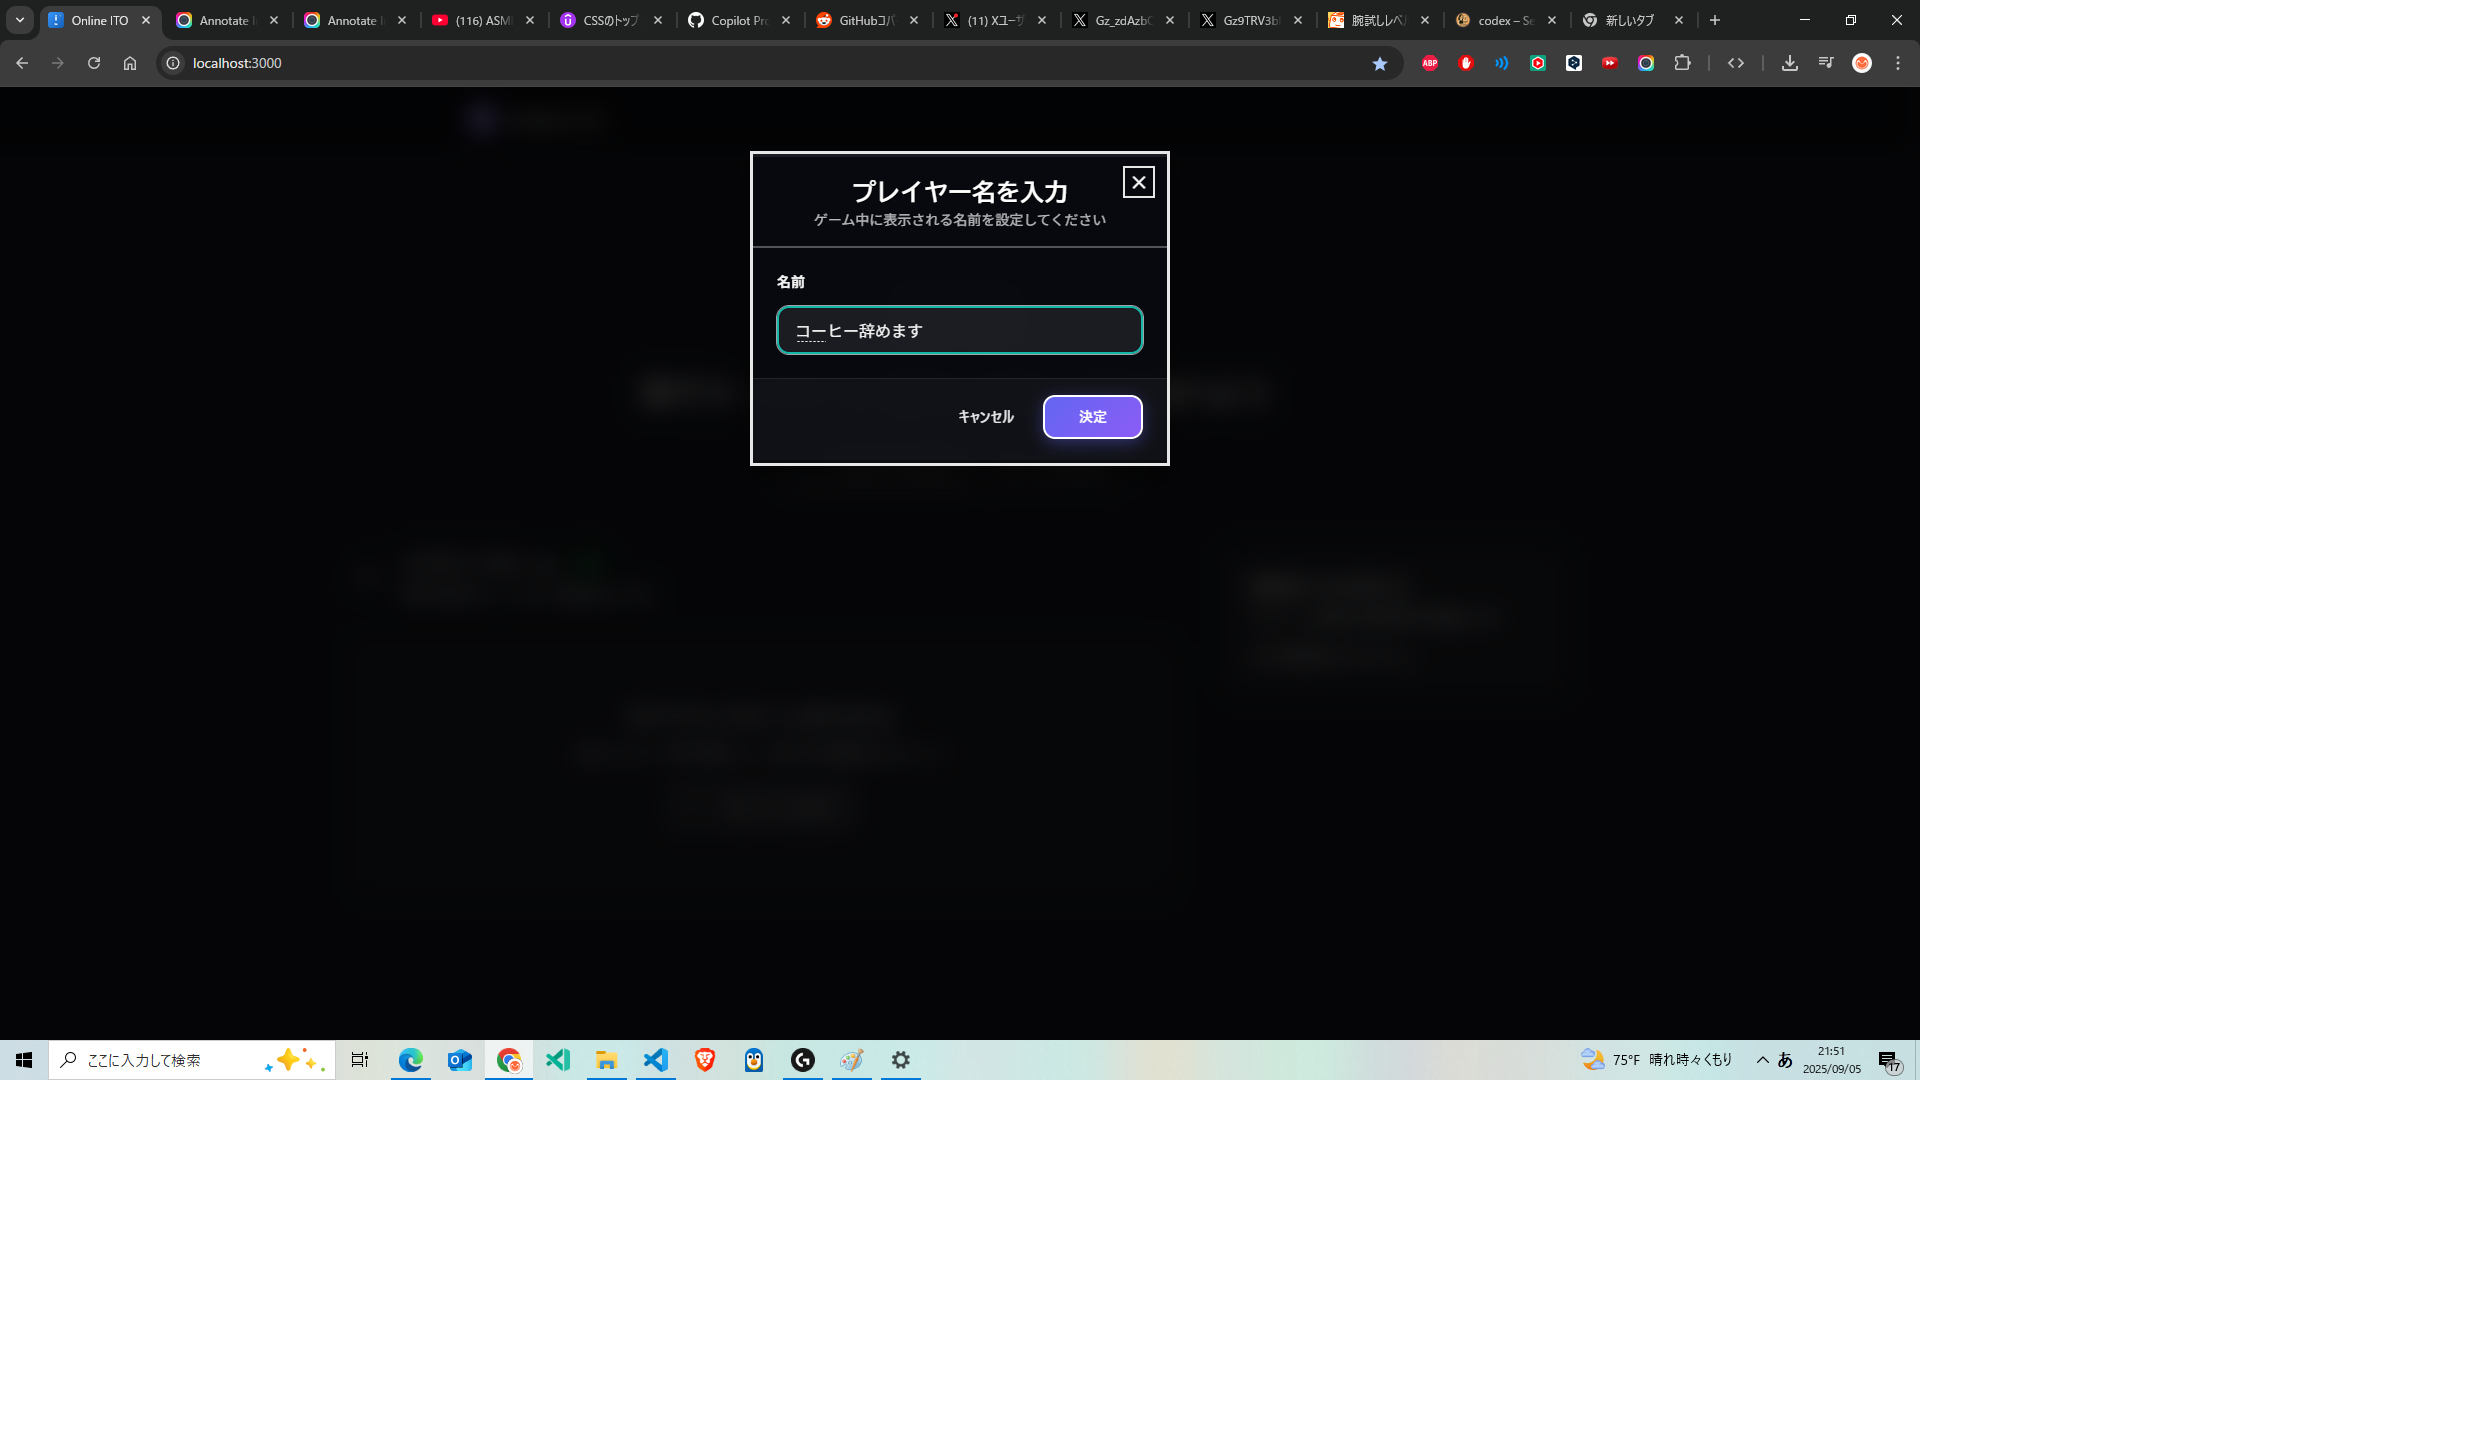 Online ITO
Annotate I
Annotate I
(116) ASM
CSSのトップ
Copilot Pr
GitHubコパ
(11) Xユーザ
Gz_zdAzb
Gz9TRV3b
腕試しレベル
codex – Se
新しいタブ
localhost:3000
ABP
プレイヤー名を入力
ゲーム中に表示される名前を設定してください
名前
コーヒー辞めます
キャンセル
決定
ここに入力して検索
75°F 晴れ時々くもり
あ
21:51
2025/09/05
17